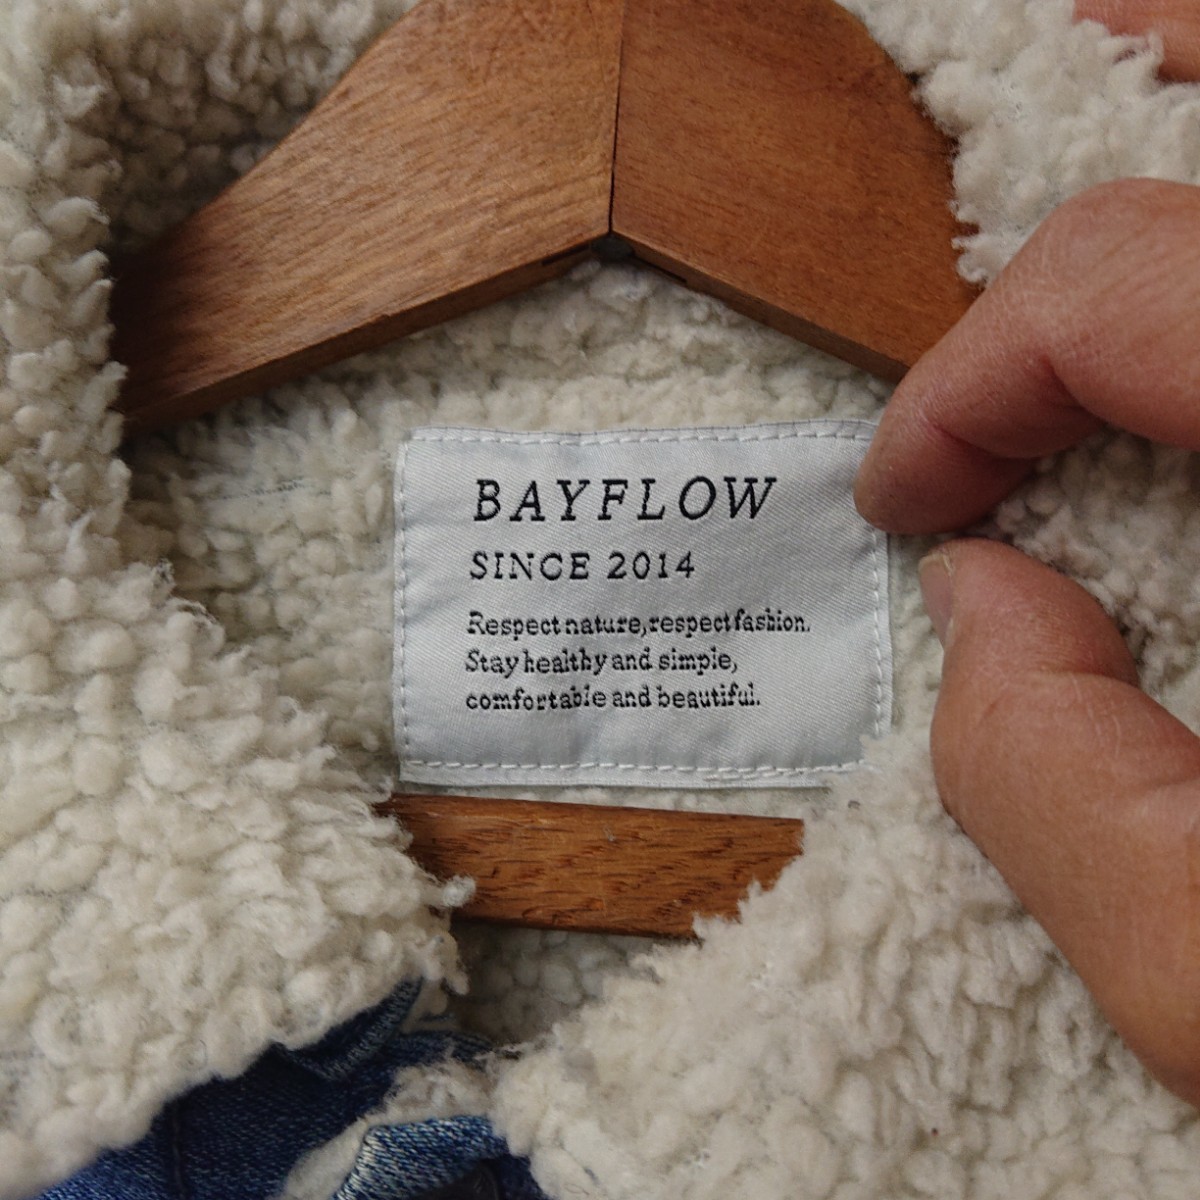 BAYFLOW
SINCE 2014
Respect nature, respect fashion.
Stay healthy and simple,
comfortable and beautiful.